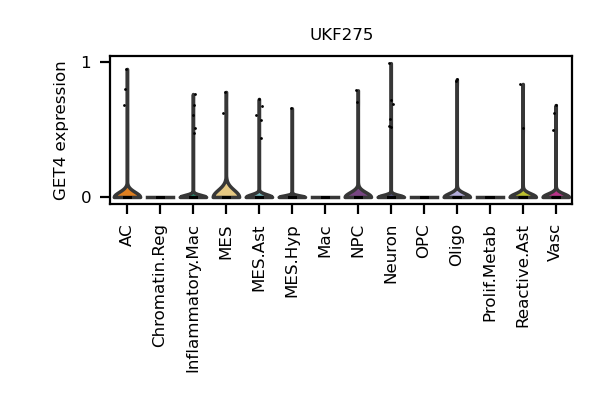 UKF275
GET4 expression
1
0
AC
Chromatin.Reg
Inflammatory.Mac
MES
MES.Ast
MES.Hyp
Mac
NPC
Neuron
OPC
Oligo
Prolif.Metab
Reactive.Ast
Vasc